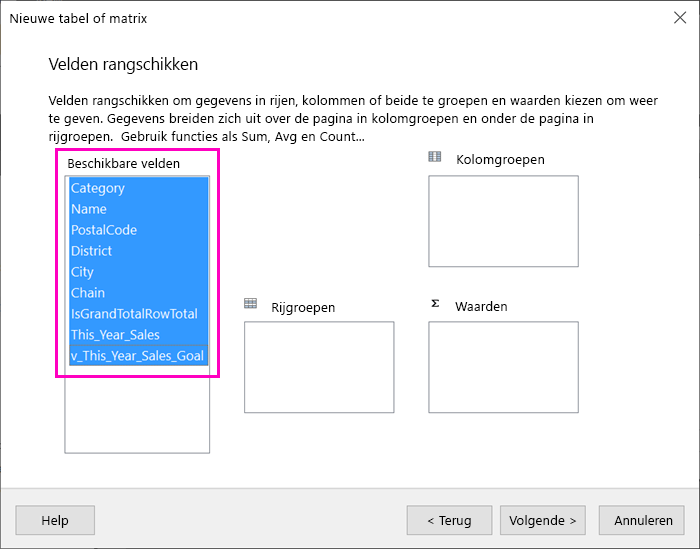 Nieuwe tabel of matrix
Velden rangschikken
Velden rangschikken om gegevens in rijen, kolommen of beide te groepen en waarden kiezen om weer
te geven. Gegevens breiden zich uit over de pagina in kolomgroepen en onder de pagina in
rijgroepen.  Gebruik functies als Sum, Avg en Count...
Beschikbare velden
Category
Name
PostalCode
District
City
Chain
IsGrandTotalRowTotal
This_Year_Sales
v_This_Year_Sales_Goal
Kolomgroepen
Rijgroepen
Σ Waarden
Help
< Terug
Volgende >
Annuleren